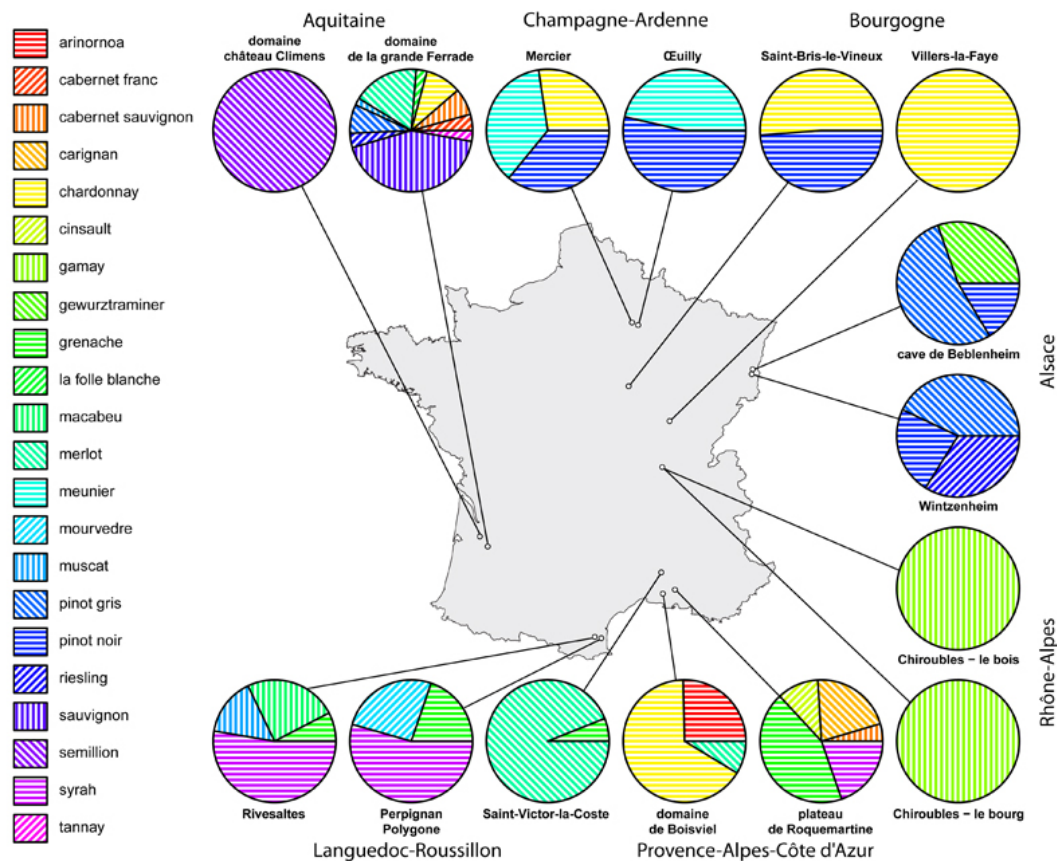 Aquitaine
Champagne-Ardenne
Bourgogne
domaine
château Climens
domaine
de la grande Ferrade
Mercier
Œuilly
Saint-Bris-le-Vineux
Villers-la-Faye
arinornoa
cabernet franc
cabernet sauvignon
carignan
chardonnay
cinsault
gamay
gewurztraminer
grenache
la folle blanche
macabeu
merlot
meunier
mourvedre
muscat
pinot gris
pinot noir
riesling
sauvignon
semillion
syrah
tannay
cave de Beblenheim
Wintzenheim
Alsace
Chiroubles – le bois
Chiroubles – le bourg
Rhône-Alpes
Rivesaltes
Perpignan
Polygone
Saint-Victor-la-Coste
domaine
de Boisviel
plateau
de Roquemartine
Languedoc-Roussillon
Provence-Alpes-Côte d'Azur